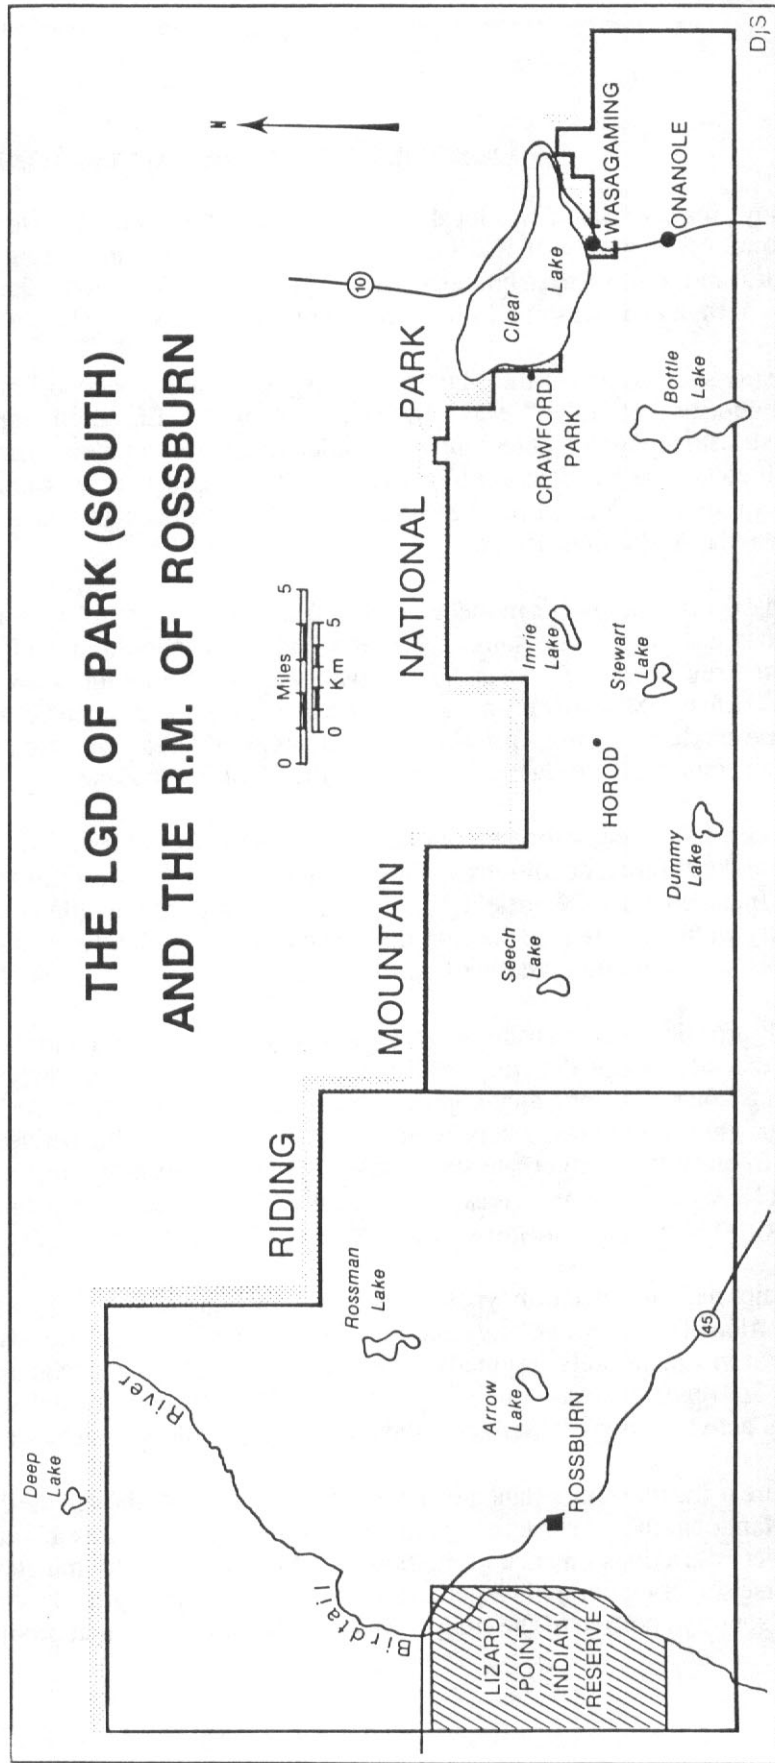 THE LGD OF PARK (SOUTH)
AND THE R.M. OF ROSSBURN
N
Miles
0 5
0 5
Km
RIDING
MOUNTAIN
NATIONAL
PARK
10
Deep
Lake
Birdtail
River
Rossman
Lake
Arrow
Lake
ROSSBURN
45
LIZARD
POINT
INDIAN
RESERVE
Seech
Lake
Dummy
Lake
HOROD
Imrie
Lake
Stewart
Lake
CRAWFORD
PARK
Clear
Lake
Bottle
Lake
WASAGAMING
ONANOLE
DjS